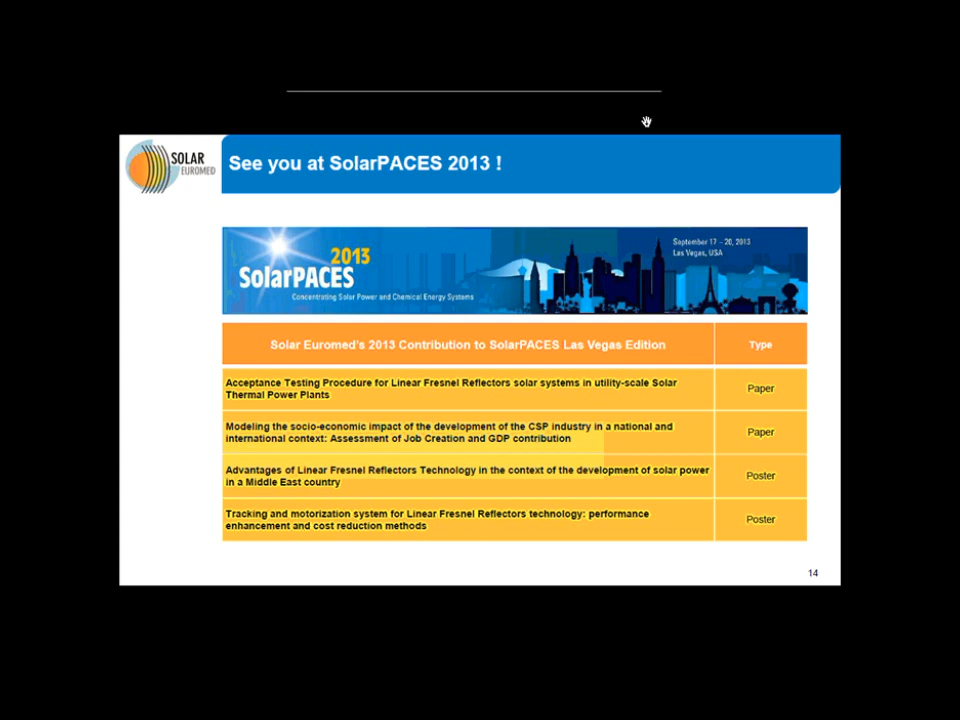 SOLAR
EUROMED
See you at SolarPACES 2013 !
September 17 – 20, 2013
Las Vegas, USA
2013
SolarPACES
Concentrating Solar Power and Chemical Energy Systems
Solar Euromed's 2013 Contribution to SolarPACES Las Vegas Edition
Type
Acceptance Testing Procedure for Linear Fresnel Reflectors solar systems in utility-scale Solar
Thermal Power Plants
Paper
Modeling the socio-economic impact of the development of the CSP industry in a national and
international context: Assessment of Job Creation and GDP contribution
Paper
Advantages of Linear Fresnel Reflectors Technology in the context of the development of solar power
in a Middle East country
Poster
Tracking and motorization system for Linear Fresnel Reflectors technology: performance
enhancement and cost reduction methods
Poster
14